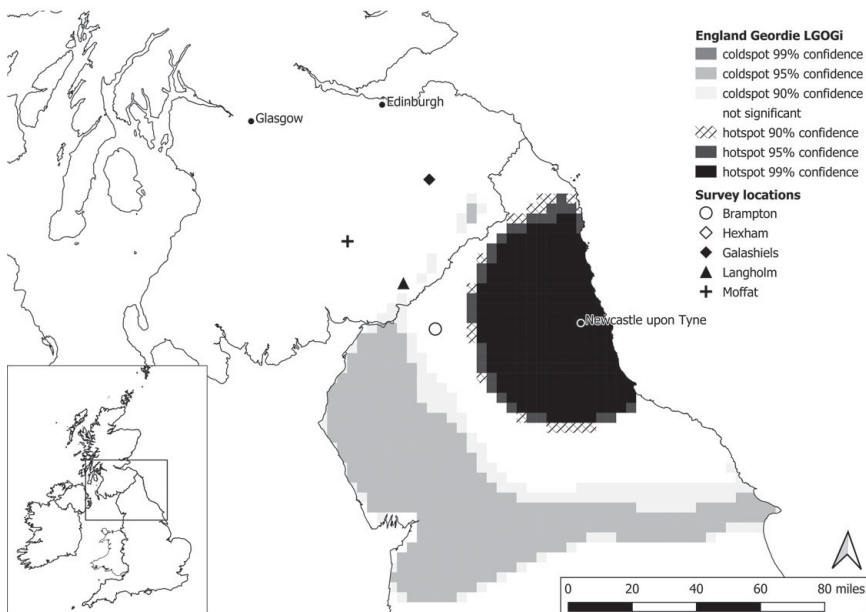 England Geordie LGOGi
coldspot 99% confidence
coldspot 95% confidence
coldspot 90% confidence
not significant
hotspot 90% confidence
hotspot 95% confidence
hotspot 99% confidence
Survey locations
Brampton
Hexham
Galashiels
Langholm
Moffat
Edinburgh
Glasgow
Newcastle upon Tyne
0 20 40 60 80 miles